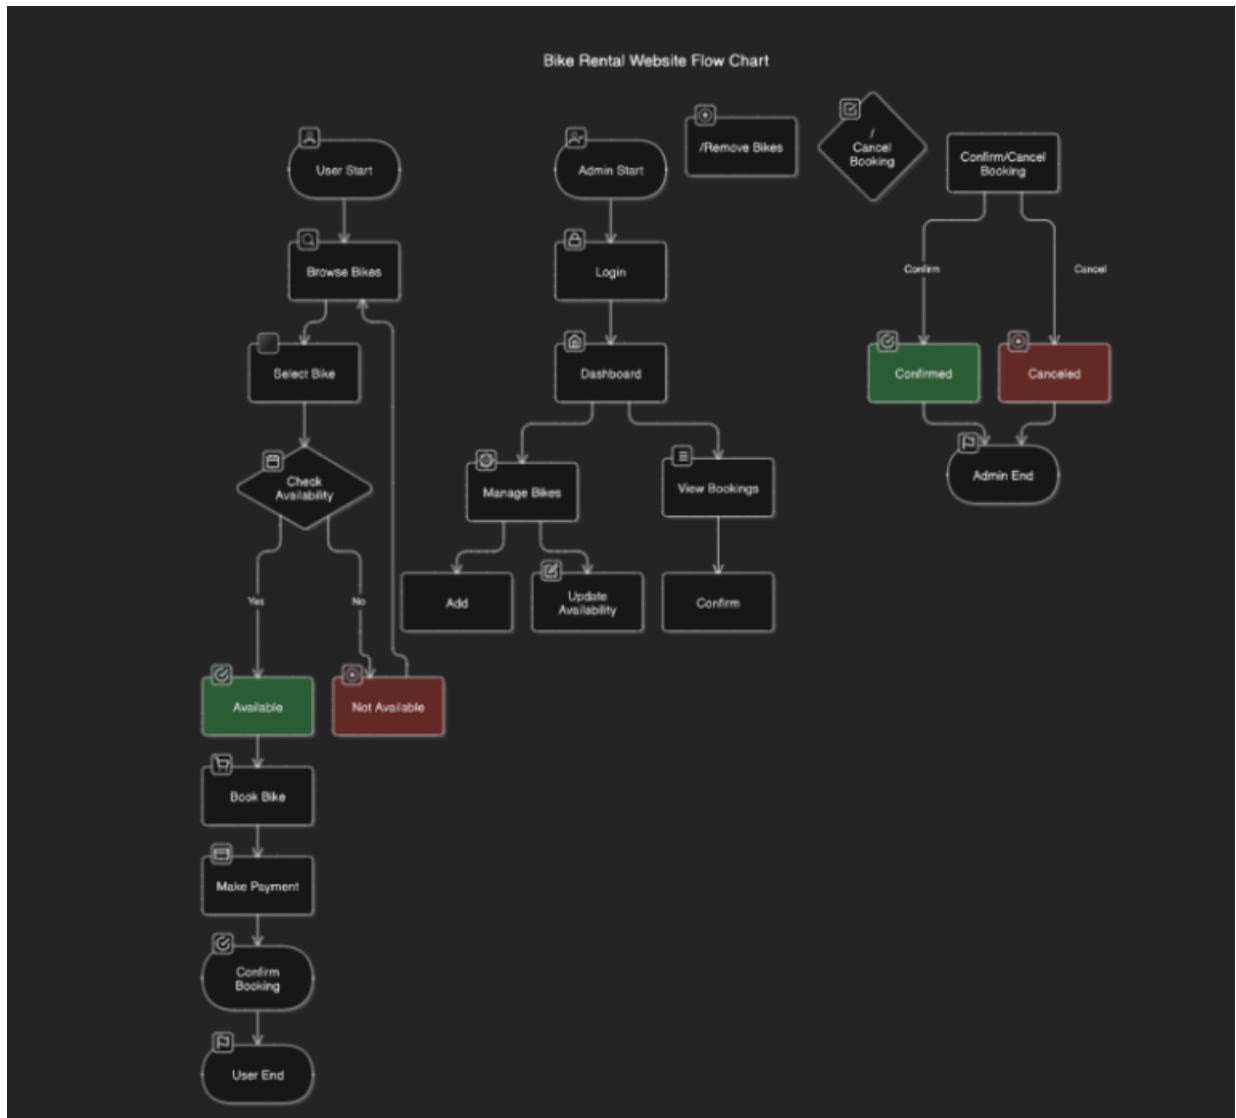 Bike Rental Website Flow Chart
User Start
Browse Bikes
Select Bike
Check
Availability
Yes
No
Available
Not Available
Book Bike
Make Payment
Confirm
Booking
User End
Admin Start
Login
Dashboard
Manage Bikes
View Bookings
Add
Update
Availability
Confirm
/Remove Bikes
/
Cancel
Booking
Confirm/Cancel
Booking
Confirm
Cancel
Confirmed
Canceled
Admin End